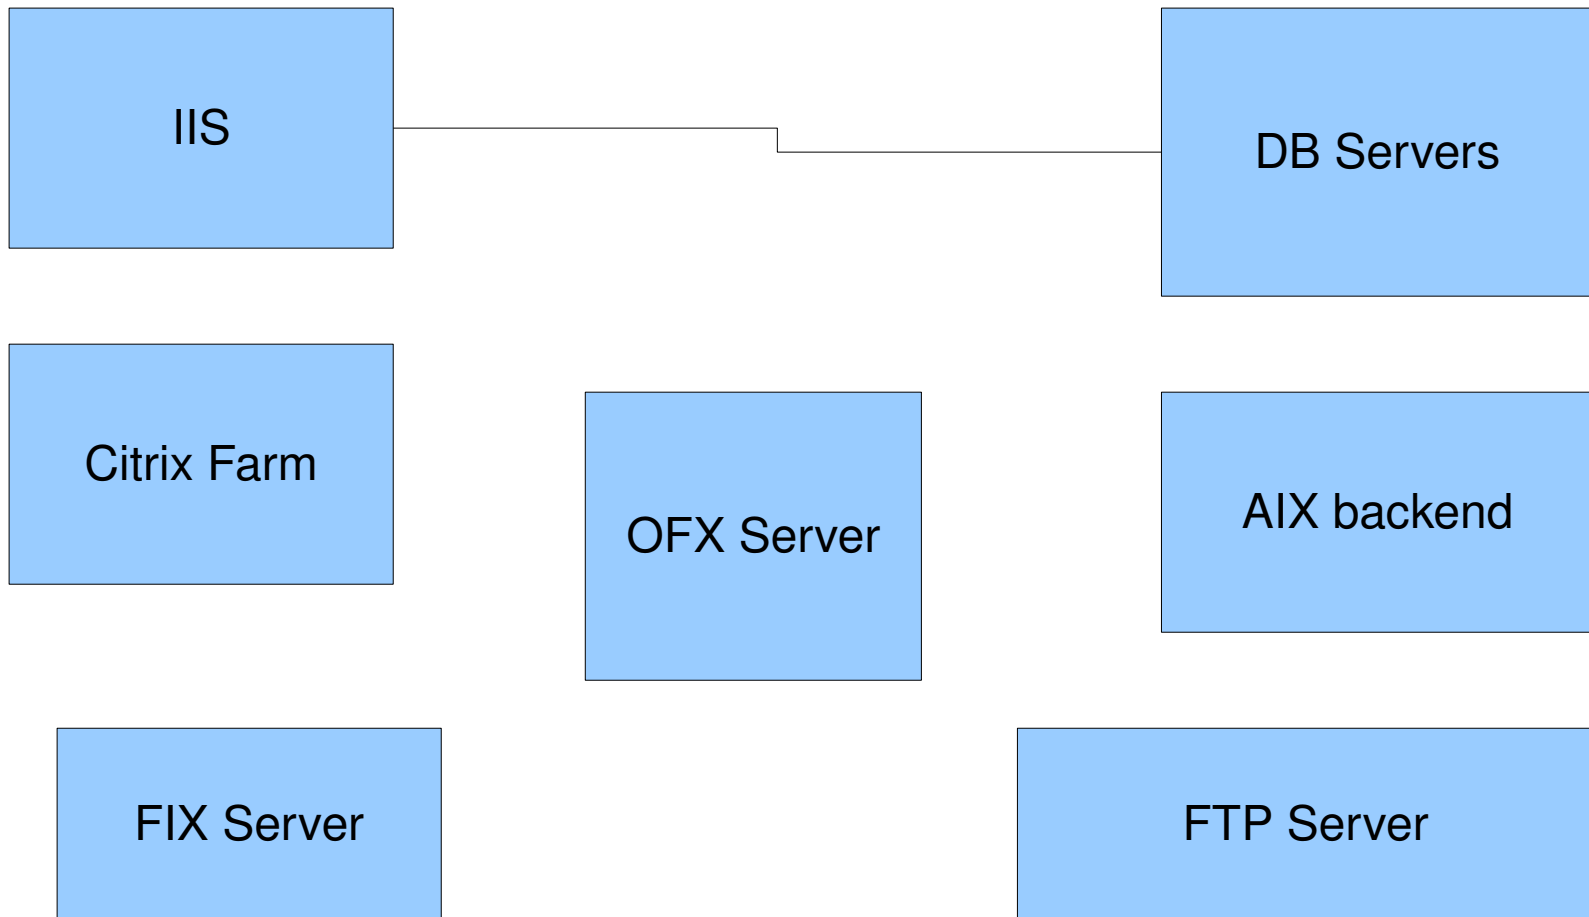 IIS
DB Servers
Citrix Farm
OFX Server
AIX backend
FIX Server
FTP Server